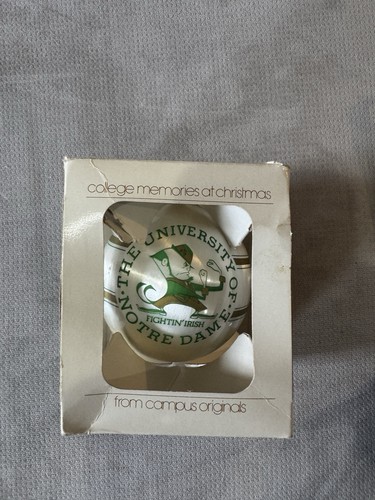 college memories at christmas
·THE UNIVERSITY OF·
FIGHTIN' IRISH
NOTRE DAME
from campus originals